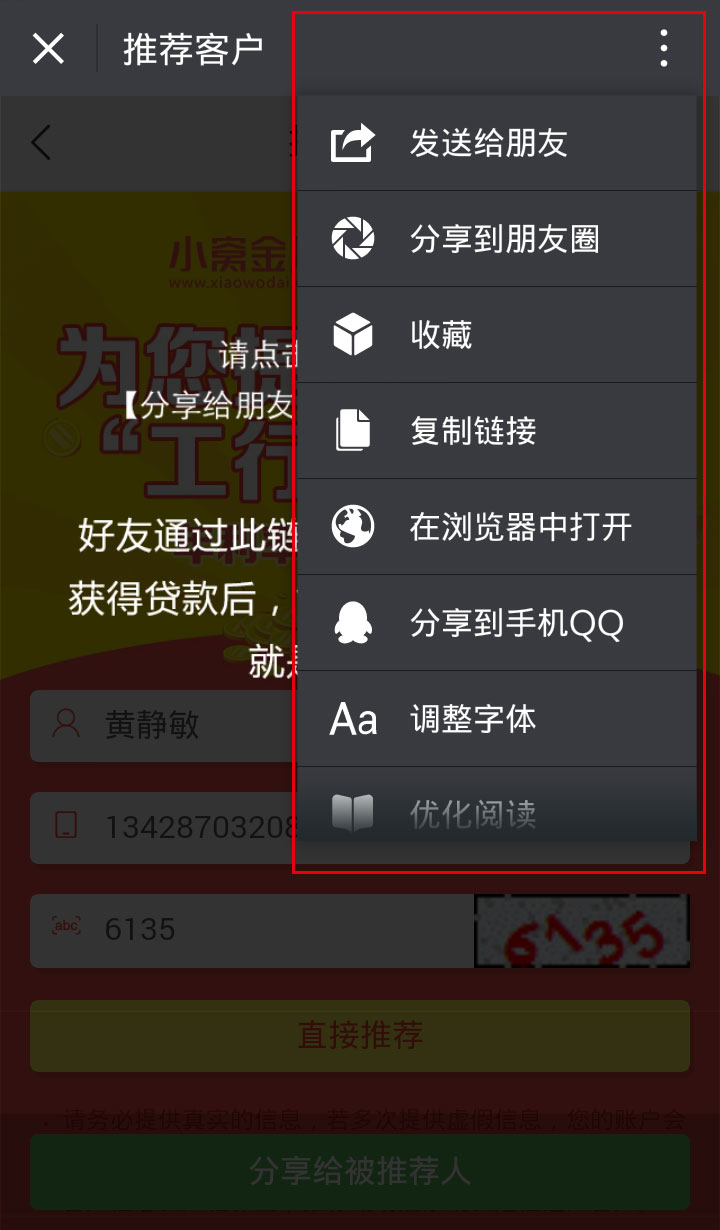 推荐客户
发送给朋友
分享到朋友圈
收藏
复制链接
在浏览器中打开
分享到手机QQ
Aa 调整字体
优化阅读
小窝金
www.xiaowodai
为您
请点击
【分享给朋友
“工行
好友通过此链
获得贷款后，
就是
黄静敏
13428703208
abc 6135
6135
直接推荐
请务必提供真实的信息，若多次提供虚假信息，您的账户会
分享给被推荐人